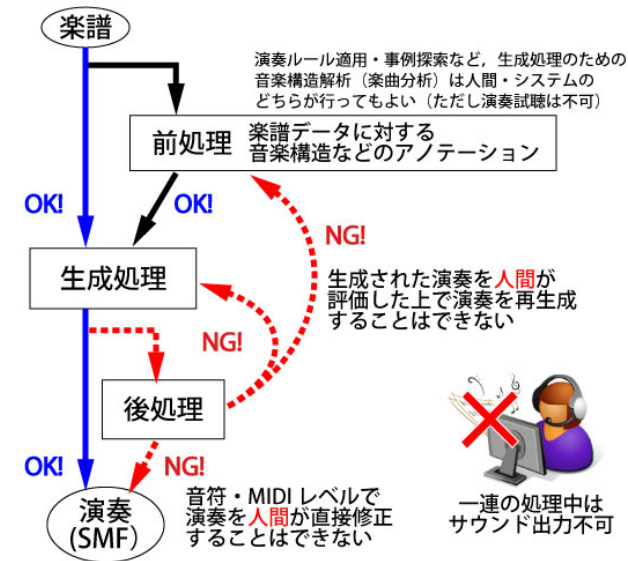 楽譜
演奏ルール適用・事例探索など，生成処理のための
音楽構造解析（楽曲分析）は人間・システムの
どちらが行ってもよい（ただし演奏試聴は不可）
前処理
楽譜データに対する
音楽構造などのアノテーション
OK!
OK!
NG!
生成処理
生成された演奏を人間が
評価した上で演奏を再生成
することはできない
NG!
後処理
OK!
NG!
演奏
(SMF)
音符・MIDI レベルで
演奏を人間が直接修正
することはできない
一連の処理中は
サウンド出力不可